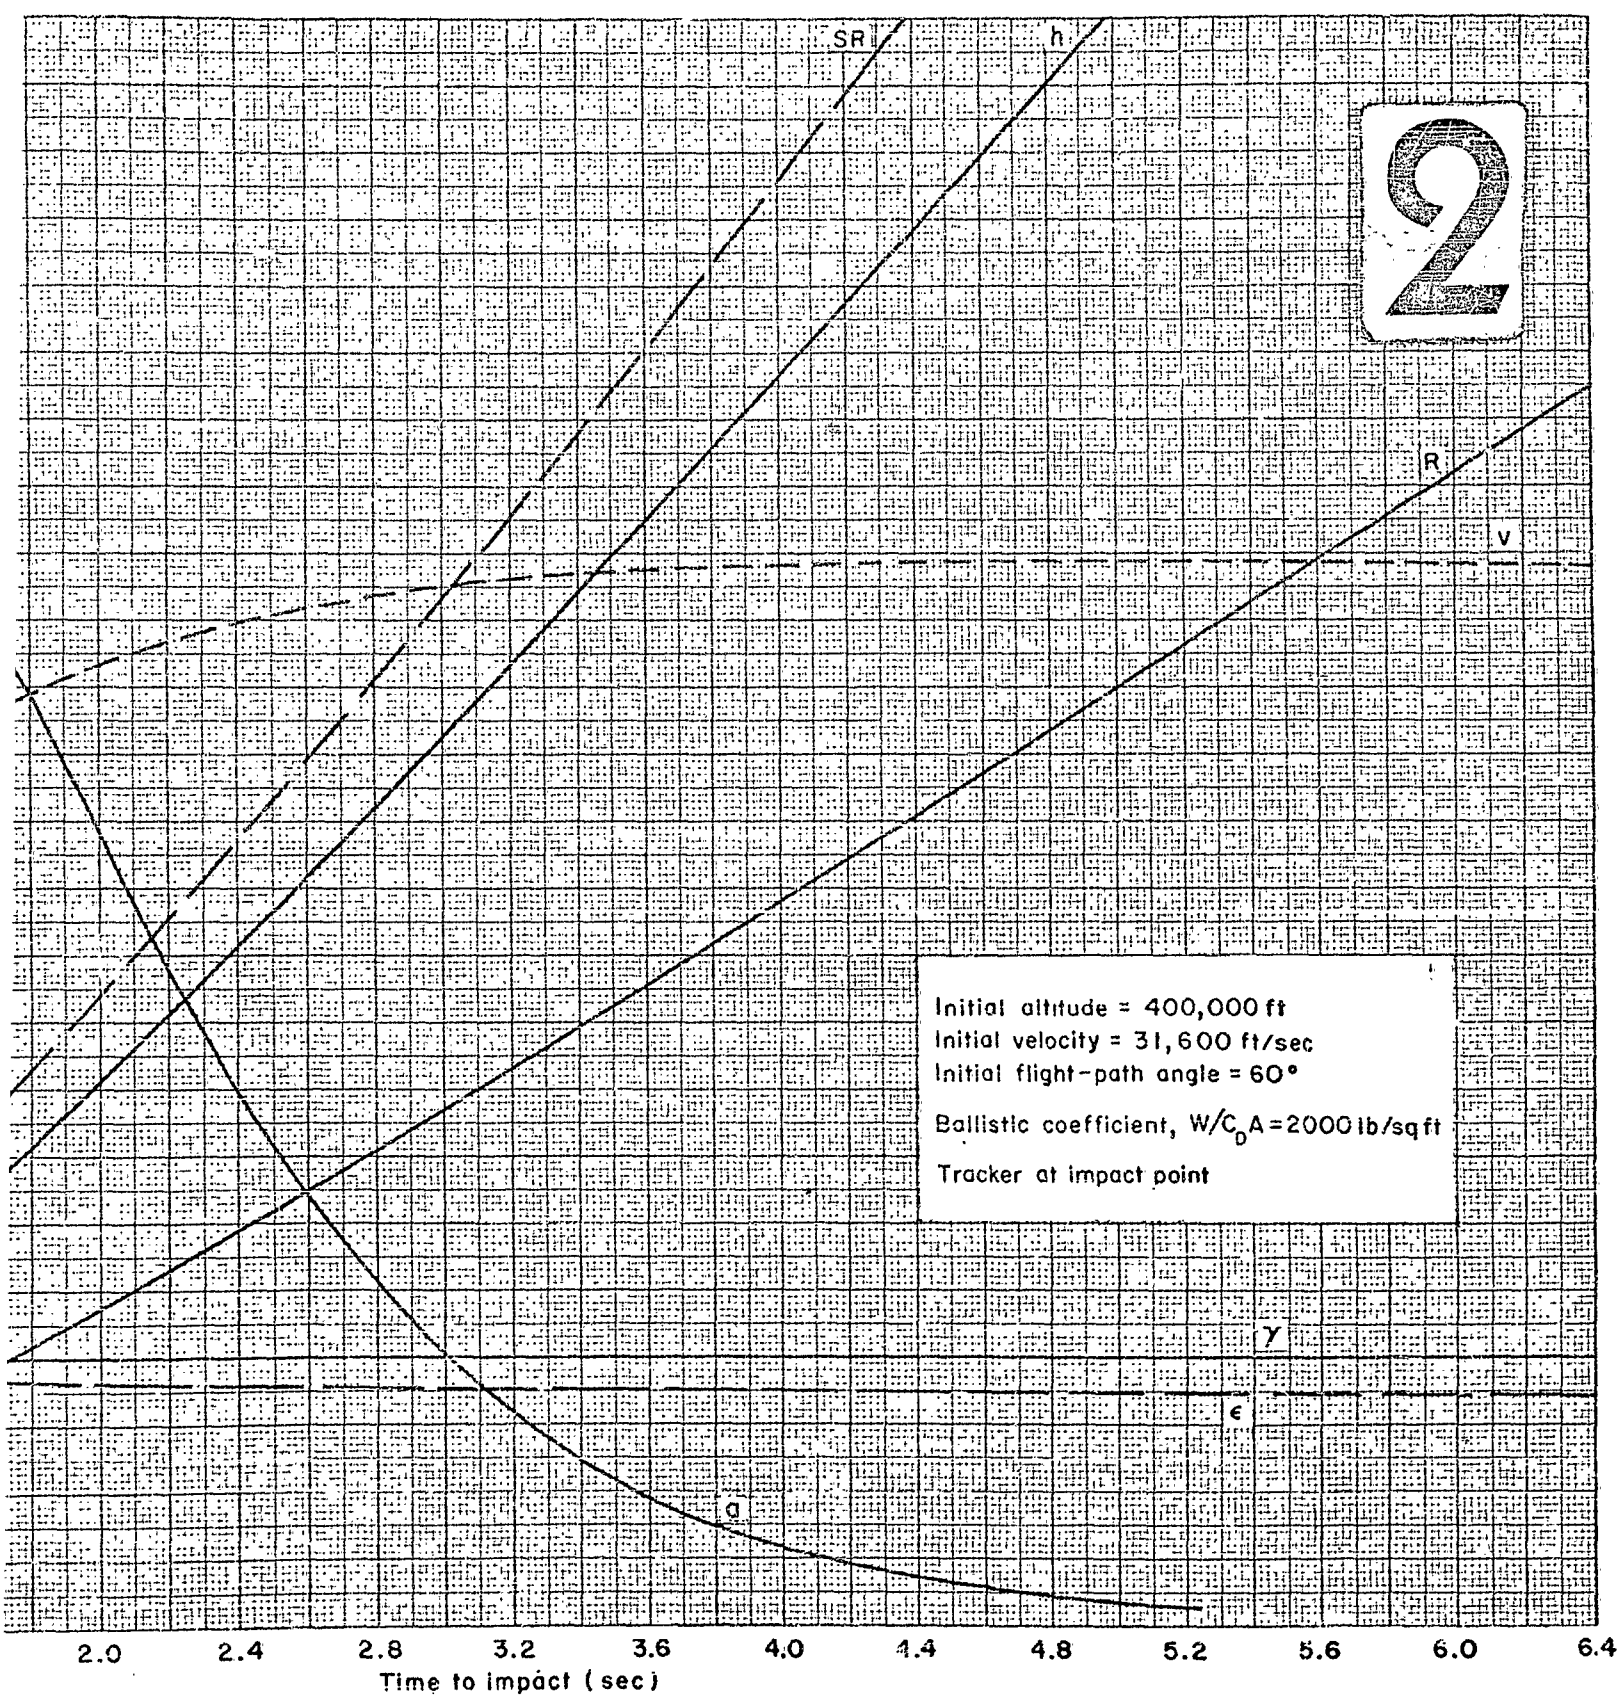 SR h
2
R
v
Initial altitude = 400,000 ft
Initial velocity = 31,600 ft/sec
Initial flight-path angle = 60°
Ballistic coefficient, W/C_DA=2000 lb/sq ft
Tracker at impact point
γ
ϵ
a
2.0 2.4 2.8 3.2 3.6 4.0 4.4 4.8 5.2 5.6 6.0 6.4
Time to impact (sec)